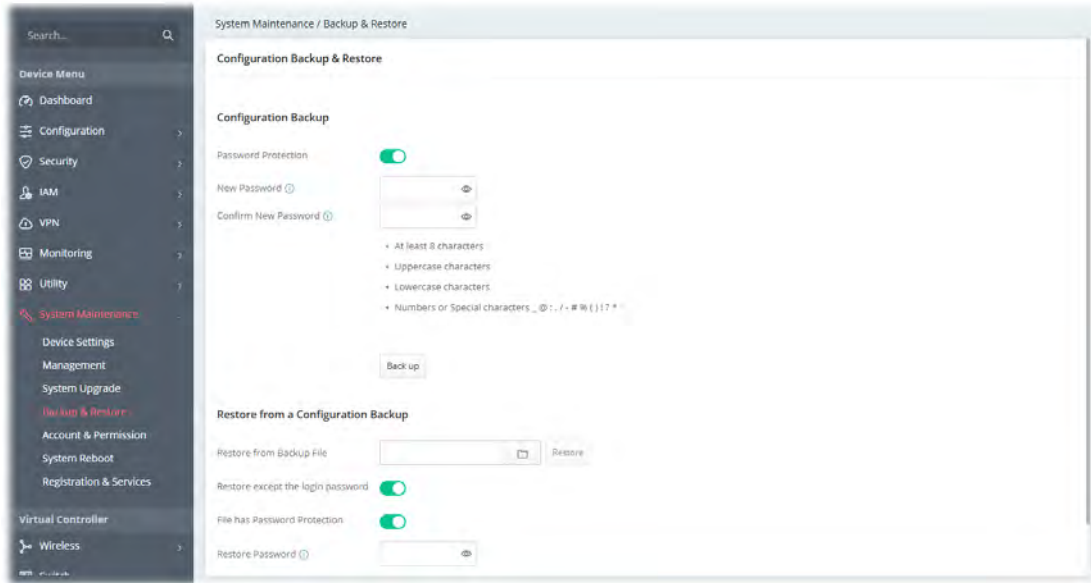 Search...
System Maintenance / Backup & Restore
Configuration Backup & Restore
Device Menu
Dashboard
Configuration
Security
IAM
VPN
Monitoring
Utility
System Maintenance
Device Settings
Management
System Upgrade
Backup & Restore
Account & Permission
System Reboot
Registration & Services
Virtual Controller
Wireless
Switch
Configuration Backup
Password Protection
New Password
Confirm New Password
• At least 8 characters
• Uppercase characters
• Lowercase characters
• Numbers or Special characters _ @ : . / - # % ( ) ! ? *
Back up
Restore from a Configuration Backup
Restore from Backup File
Restore
Restore except the login password
File has Password Protection
Restore Password